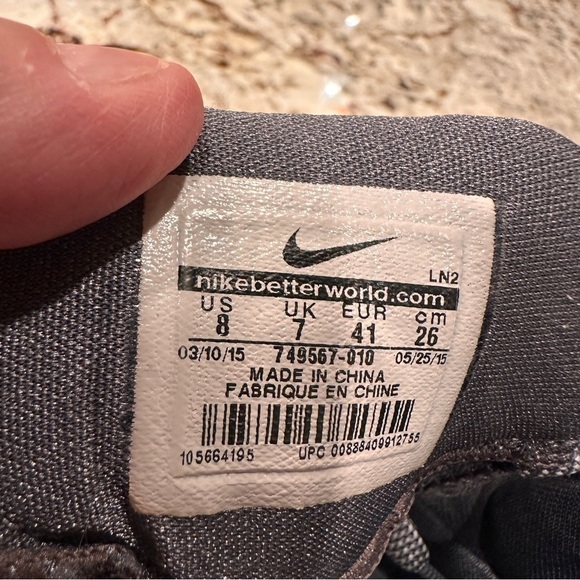 LN2
nikebetterworld.com
US UK EUR cm
8 7 41 26
03/10/15 749567-010 05/25/15
MADE IN CHINA
FABRIQUE EN CHINE
105664195 UPC 00888409912755